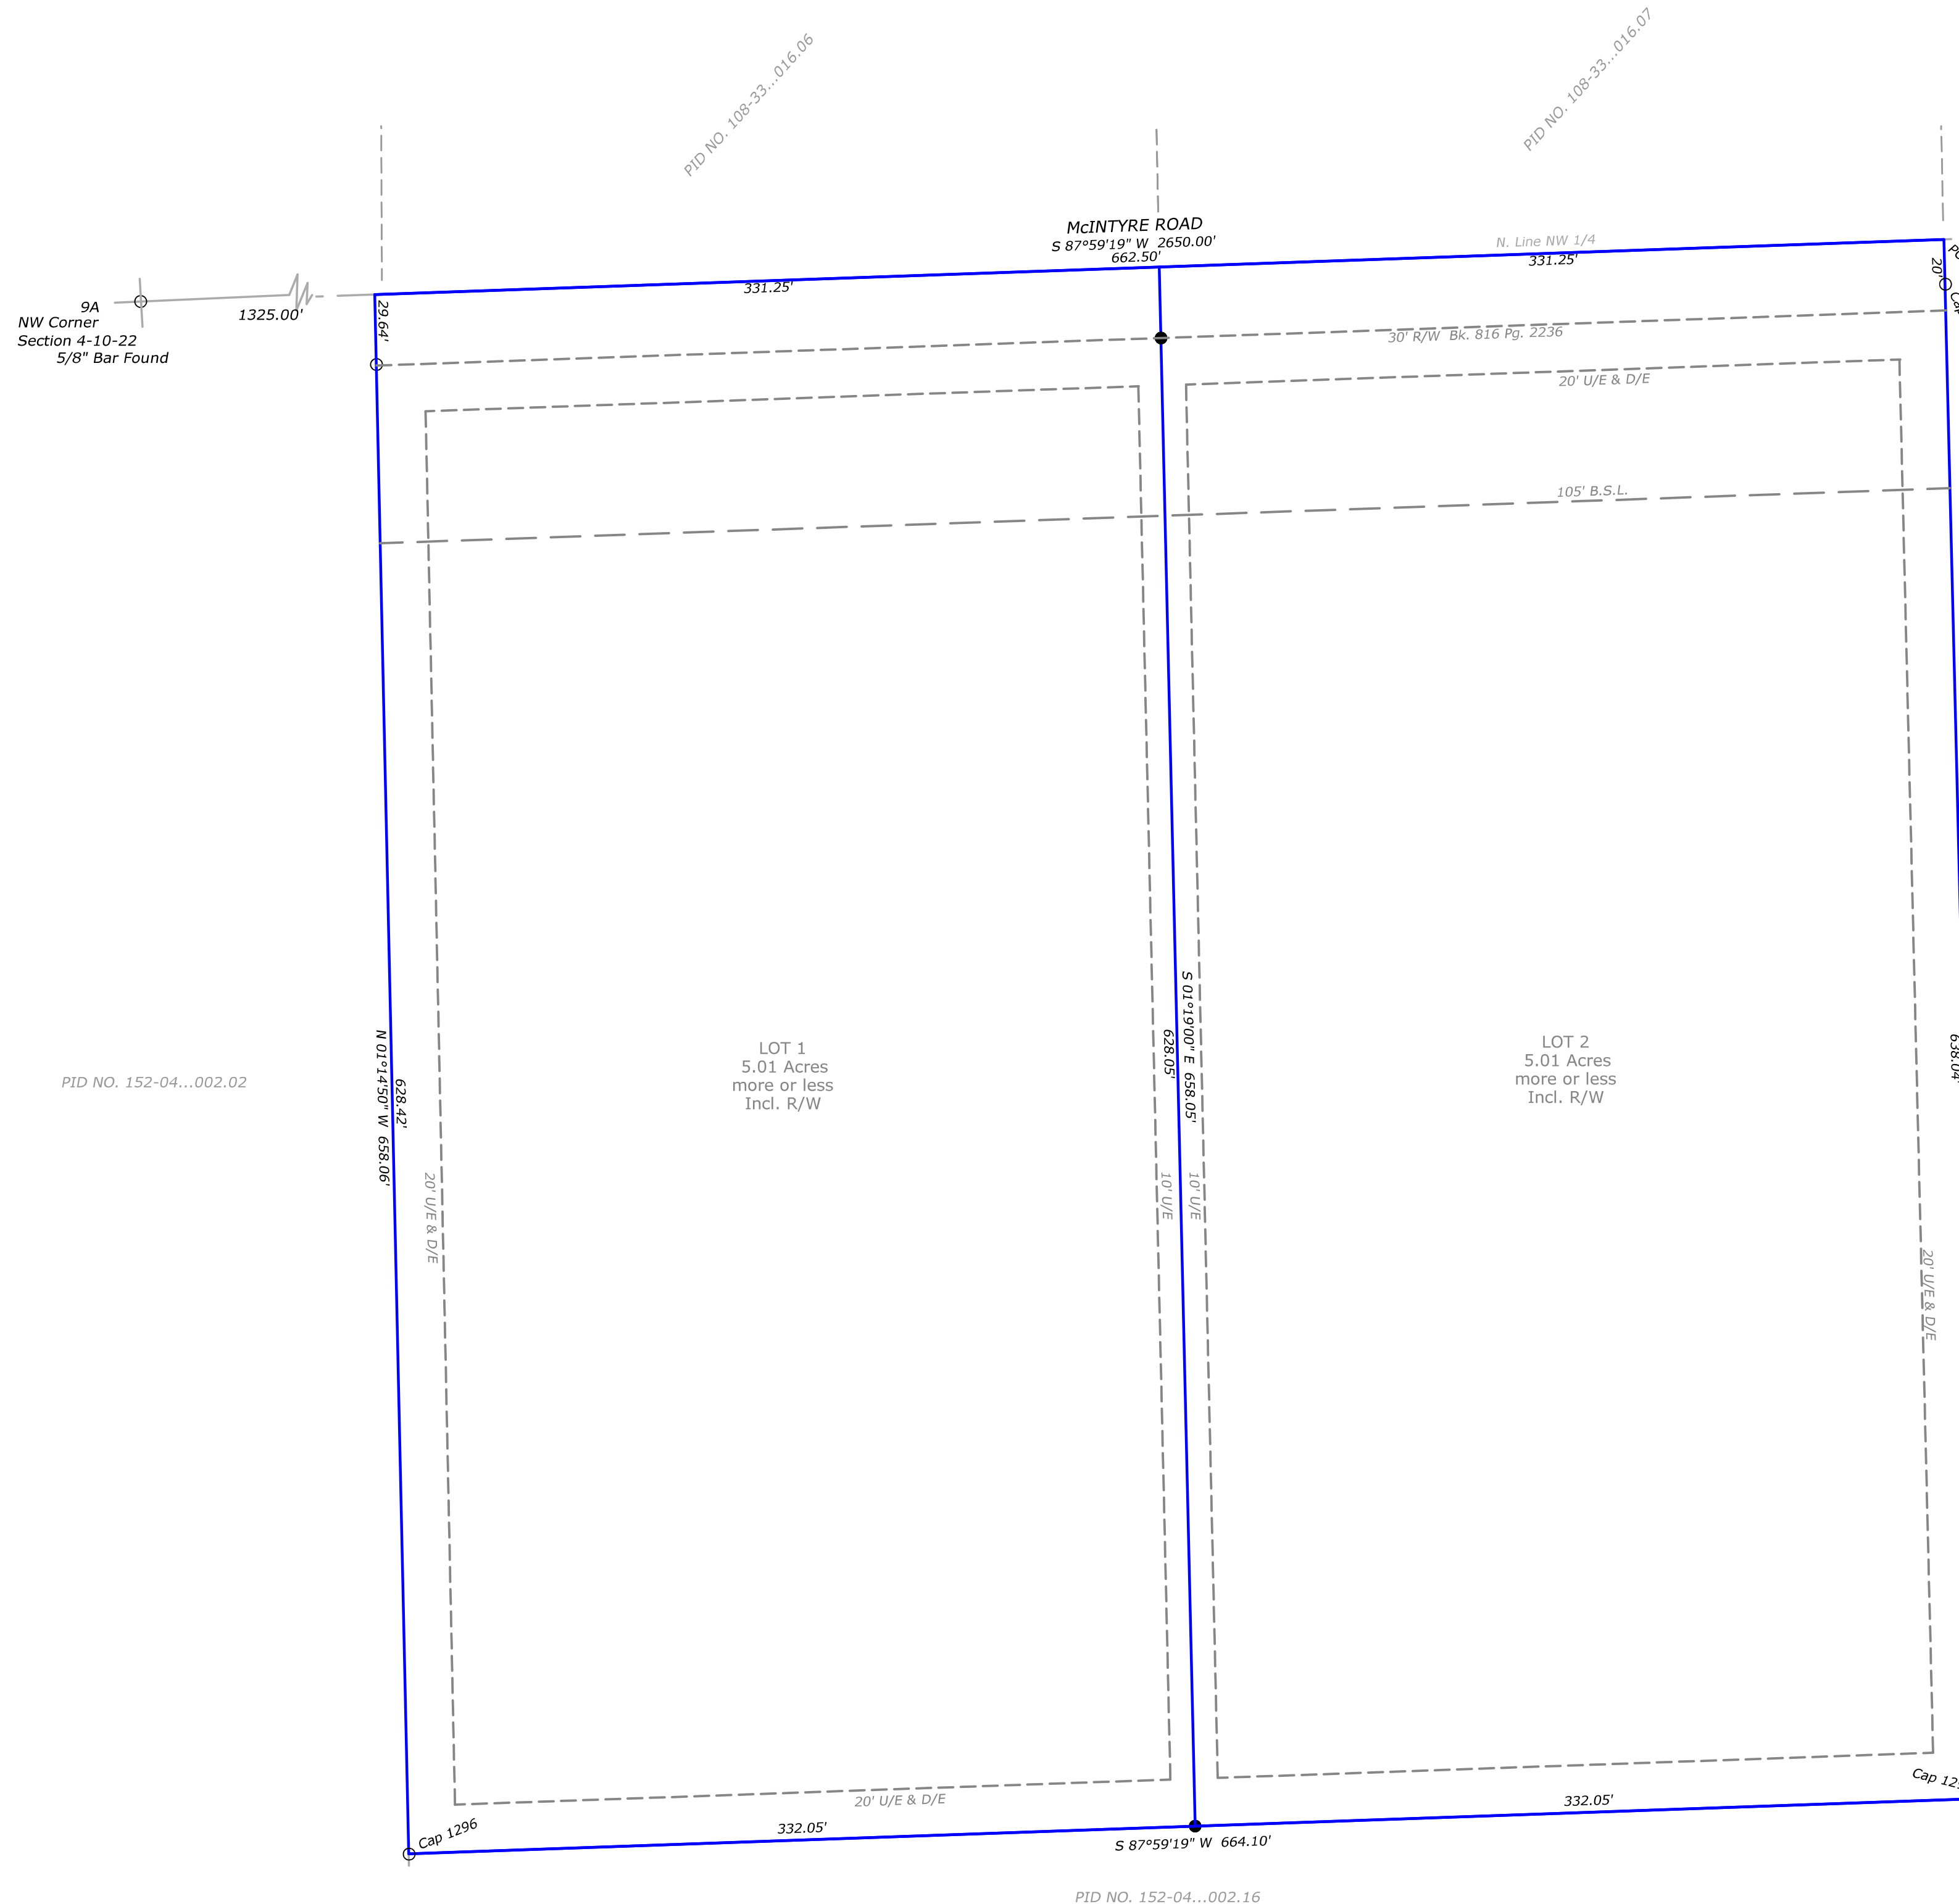 PID NO. 108-33...016.06
PID NO. 108-33...016.07
McINTYRE ROAD
S 87°59'19" W  2650.00'
662.50'
N. Line NW 1/4
331.25'
331.25'
9A
NW Corner
Section 4-10-22
5/8" Bar Found
1325.00'
29.64'
20'
30' R/W  Bk. 816 Pg. 2236
20' U/E & D/E
105' B.S.L.
LOT 1
5.01 Acres
more or less
Incl. R/W
LOT 2
5.01 Acres
more or less
Incl. R/W
N 01°14'50" W  658.06'
628.42'
628.05'
S 01°19'00" E  658.05'
638.04'
PID NO. 152-04...002.02
20' U/E & D/E
10' U/E
10' U/E
20' U/E & D/E
20' U/E & D/E
Cap 1296
332.05'
332.05'
Cap
S 87°59'19" W  664.10'
PID NO. 152-04...002.16